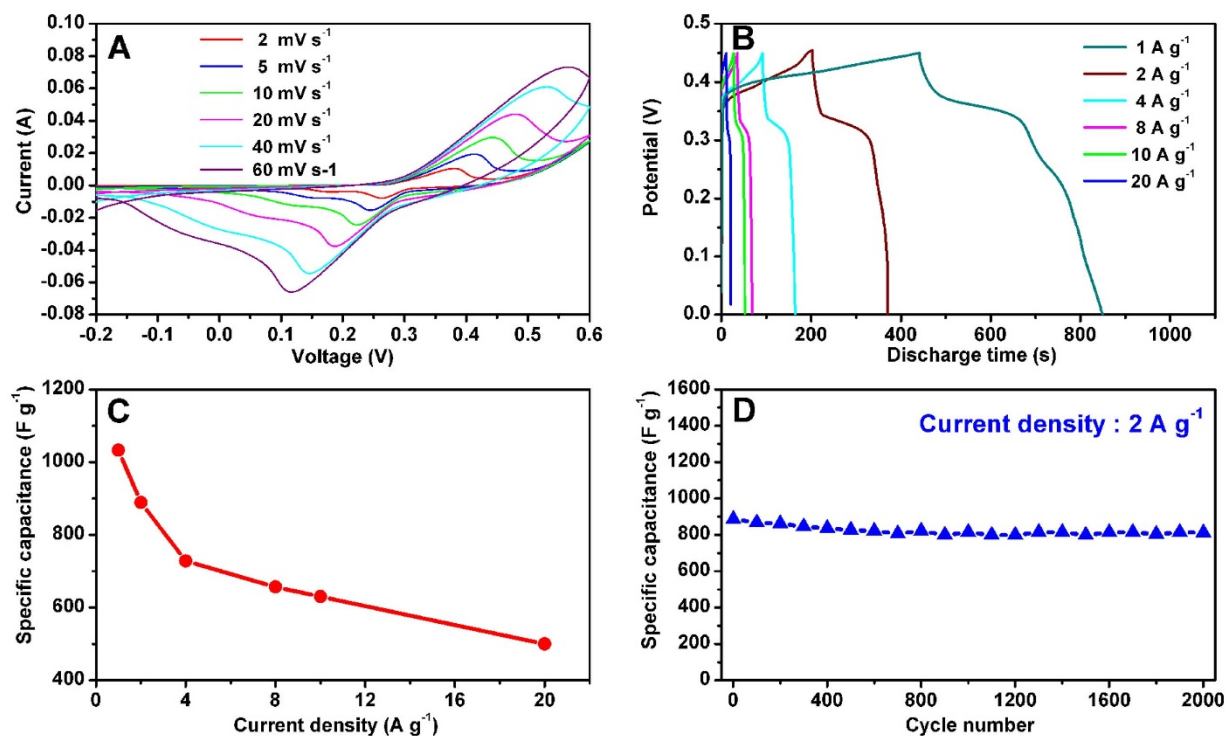 A
2 mV s⁻¹
5 mV s⁻¹
10 mV s⁻¹
20 mV s⁻¹
40 mV s⁻¹
60 mV s-1
0.10
0.08
0.06
0.04
0.02
0.00
-0.02
-0.04
-0.06
-0.08
Current (A)
-0.2 -0.1 0.0 0.1 0.2 0.3 0.4 0.5 0.6
Voltage (V)
B
1 A g⁻¹
2 A g⁻¹
4 A g⁻¹
8 A g⁻¹
10 A g⁻¹
20 A g⁻¹
0.5
0.4
0.3
0.2
0.1
0.0
Potential (V)
0 200 400 600 800 1000
Discharge time (s)
C
1200
1000
800
600
400
Specific capacitance (F g⁻¹)
0 4 8 12 16 20
Current density (A g⁻¹)
D
Current density : 2 A g⁻¹
1600
1400
1200
1000
800
600
400
200
0
Specific capacitance (F g⁻¹)
0 400 800 1200 1600 2000
Cycle number